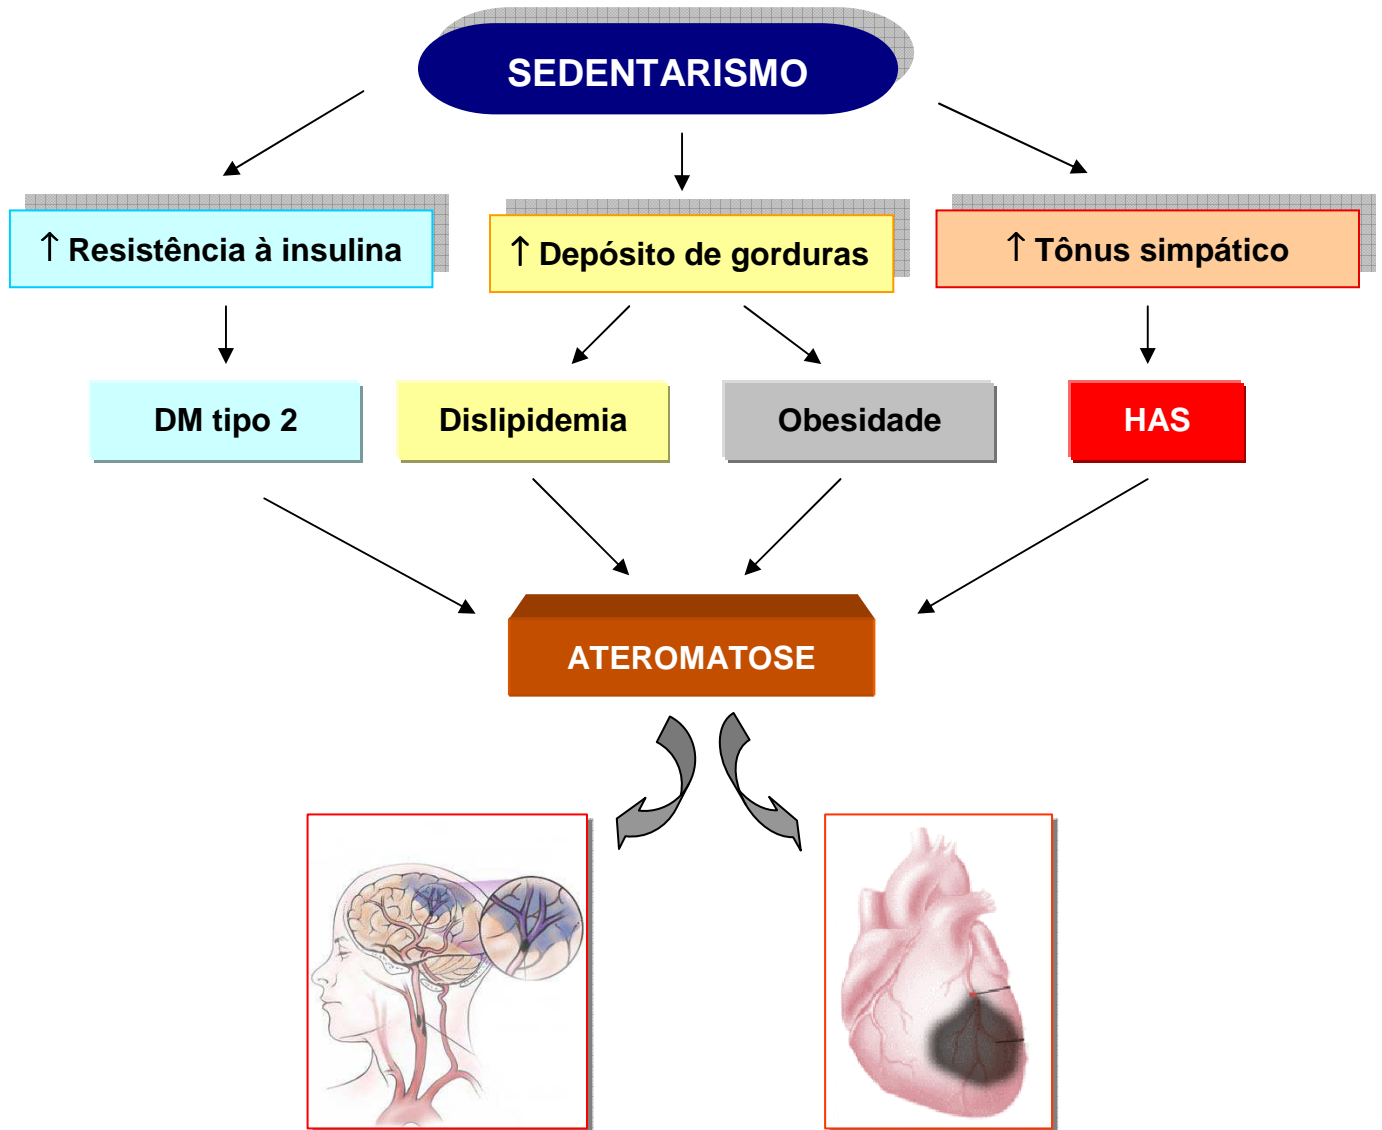 SEDENTARISMO
↑ Resistência à insulina
↑ Depósito de gorduras
↑ Tônus simpático
DM tipo 2
Dislipidemia
Obesidade
HAS
ATEROMATOSE